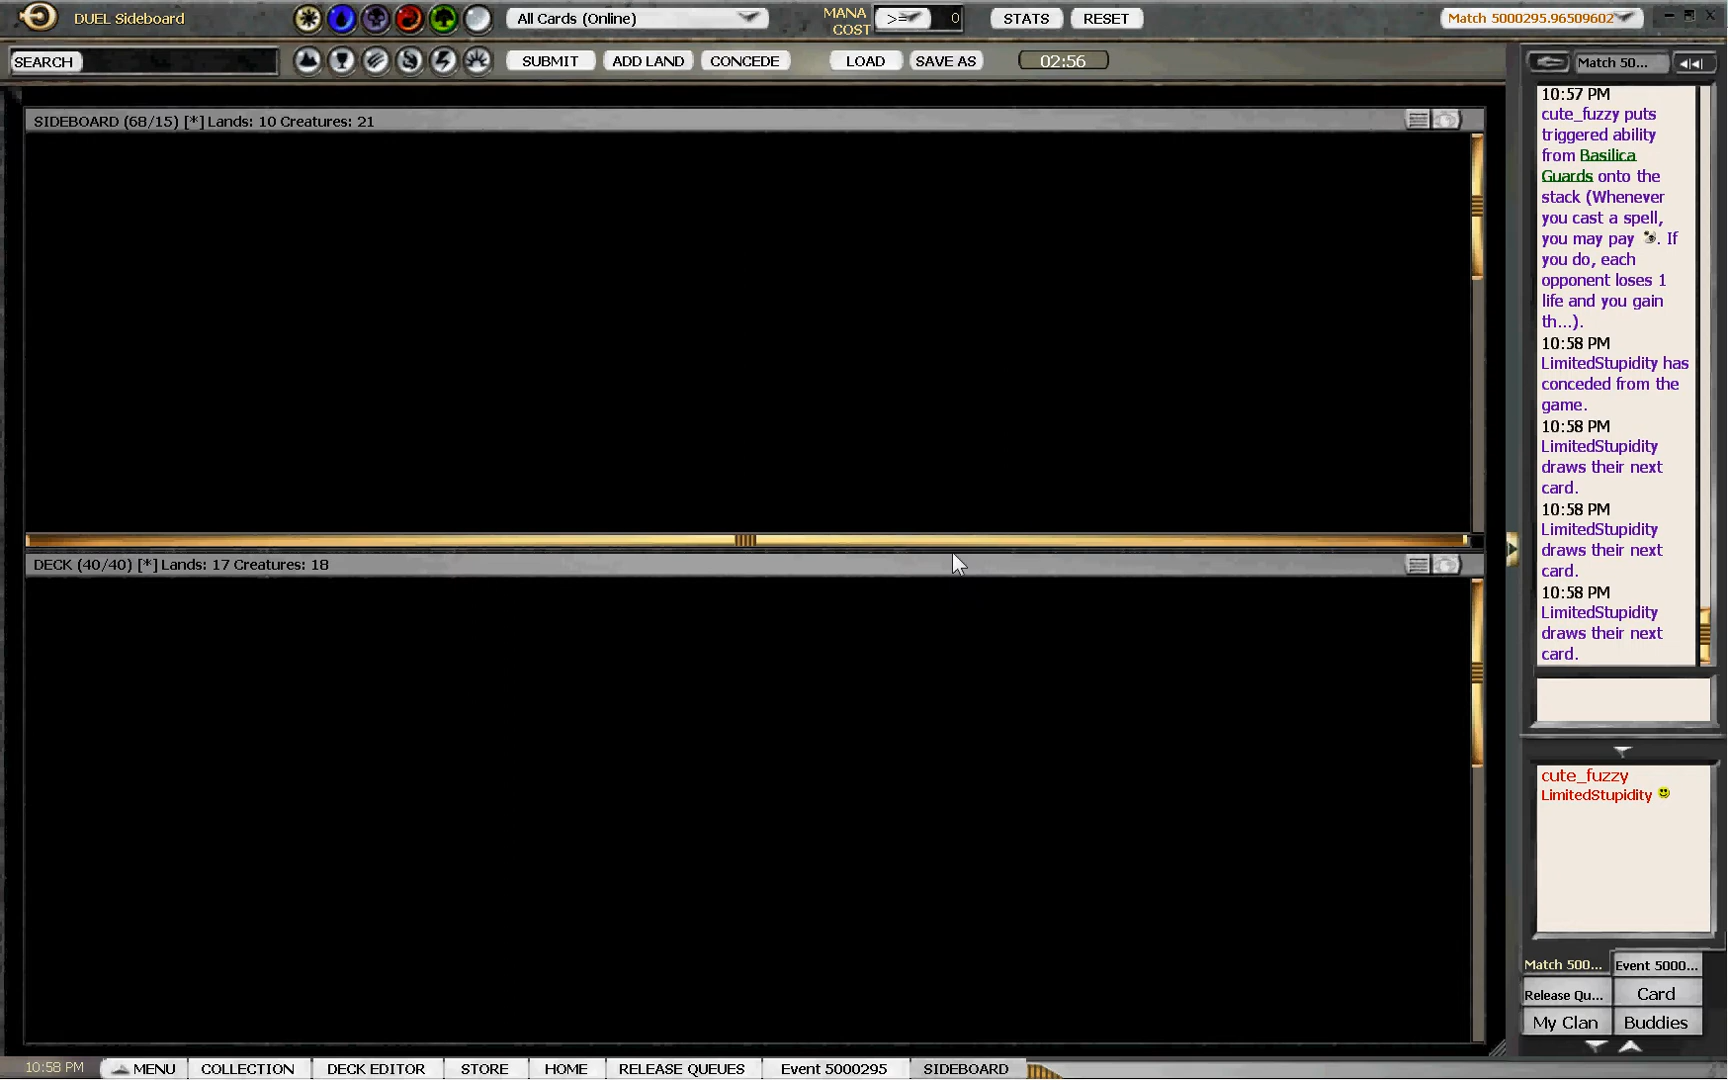 DUEL Sideboard
All Cards (Online)
MANA COST
>=
0
STATS
RESET
Match 5000295.96509602
SEARCH
SUBMIT
ADD LAND
CONCEDE
LOAD
SAVE AS
02:56
Match 50...
SIDEBOARD (68/15) [*] Lands: 10 Creatures: 21
DECK (40/40) [*] Lands: 17 Creatures: 18
10:57 PM
cute_fuzzy puts
triggered ability
from Basilica
Guards onto the
stack (Whenever
you cast a spell,
you may pay . If
you do, each
opponent loses 1
life and you gain
th...).
10:58 PM
LimitedStupidity has
conceded from the
game.
10:58 PM
LimitedStupidity
draws their next
card.
10:58 PM
LimitedStupidity
draws their next
card.
10:58 PM
LimitedStupidity
draws their next
card.
cute_fuzzy
LimitedStupidity
Match 500...
Event 5000...
Release Qu...
Card
My Clan
Buddies
10:58 PM
MENU
COLLECTION
DECK EDITOR
STORE
HOME
RELEASE QUEUES
Event 5000295
SIDEBOARD